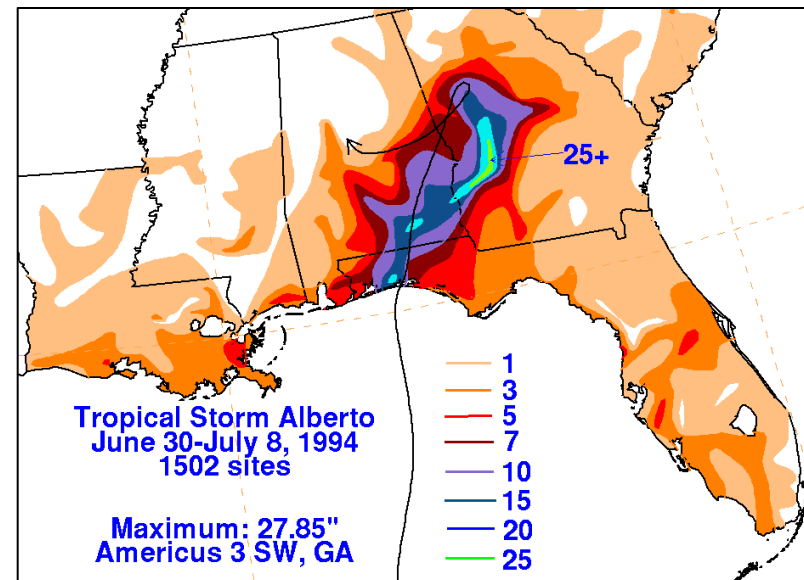 25+
1
3
5
7
10
15
20
25
Tropical Storm Alberto
June 30-July 8, 1994
1502 sites
Maximum: 27.85"
Americus 3 SW, GA